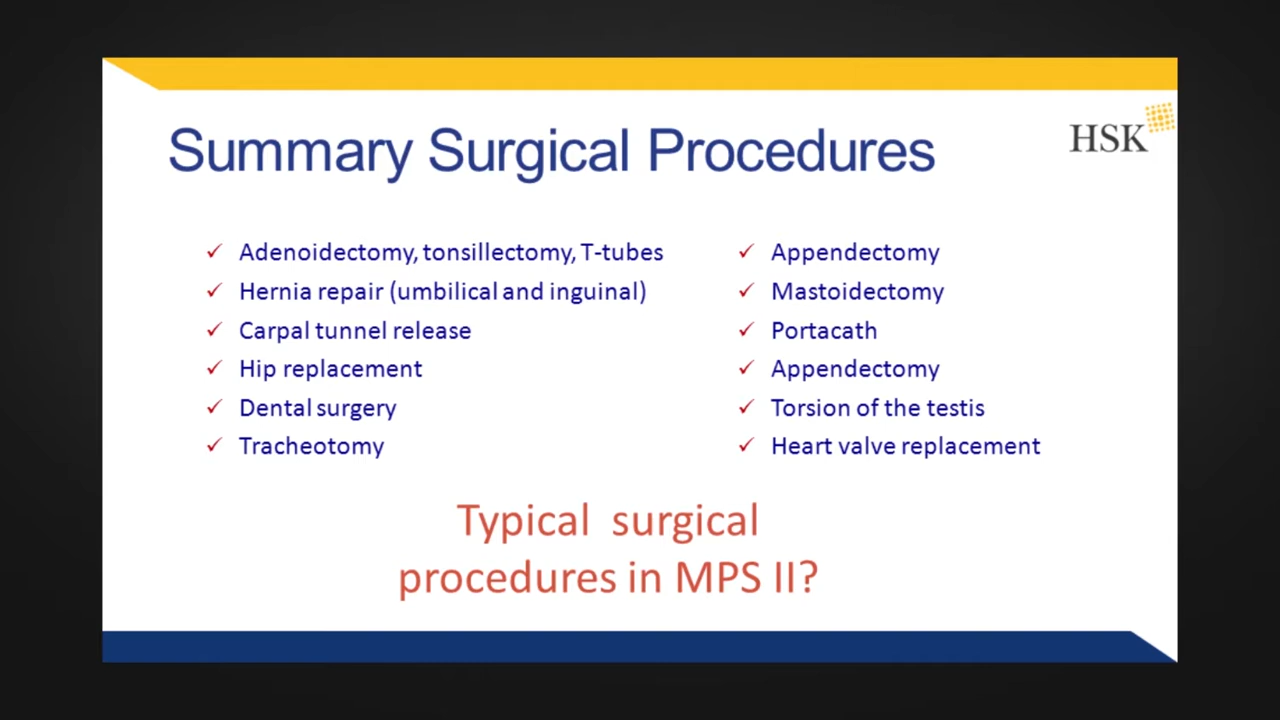 Summary Surgical Procedures
HSK
✓ Adenoidectomy, tonsillectomy, T-tubes
✓ Hernia repair (umbilical and inguinal)
✓ Carpal tunnel release
✓ Hip replacement
✓ Dental surgery
✓ Tracheotomy
✓ Appendectomy
✓ Mastoidectomy
✓ Portacath
✓ Appendectomy
✓ Torsion of the testis
✓ Heart valve replacement
Typical surgical
procedures in MPS II?